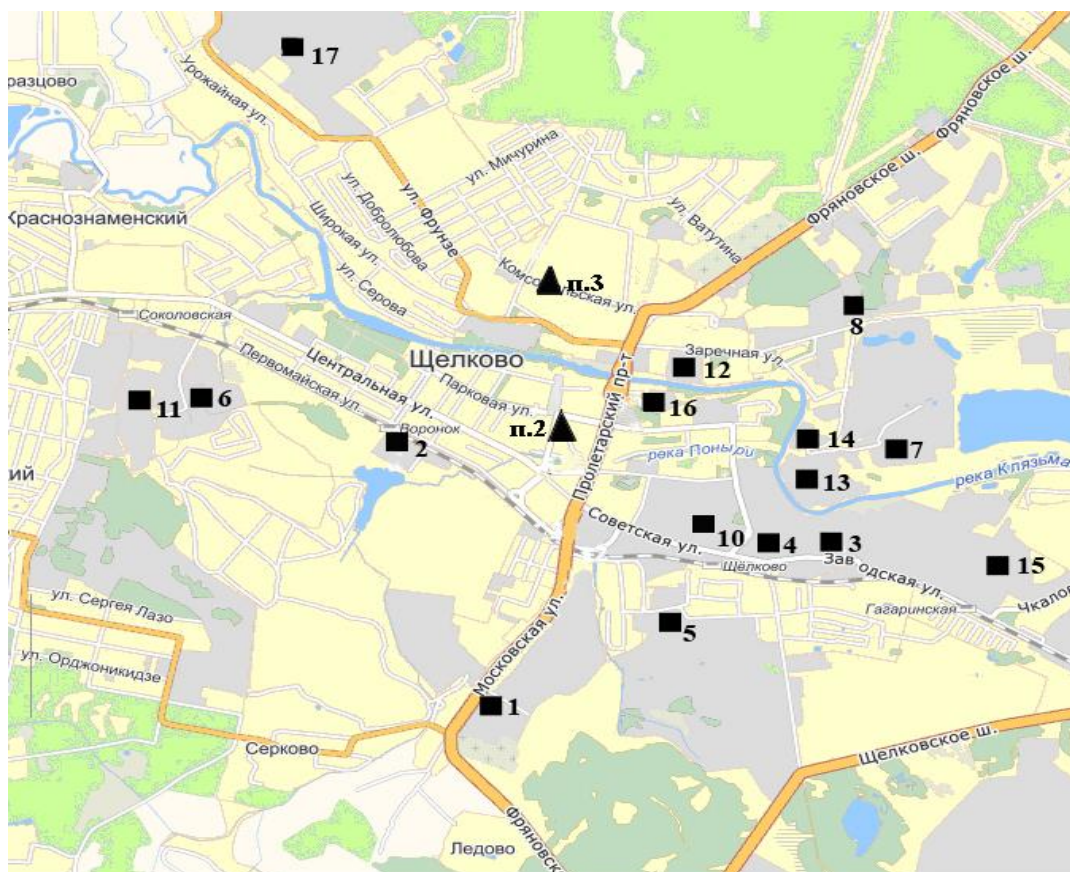 17
Урожайная ул.
разцово
Фряновское ш.
Фряновское ш.
ул. Мичурина
ул. Добролюбова
ул. Фрунзе
ул. Ватутина
Краснознаменский
Широкая ул.
ул. Серова
Комсомольская ул.
п.3
8
Соколовская
Первомайская ул.
Центральная ул.
Щелково
Заречная ул.
12
Пролетарский пр-т
Парковая ул.
11
6
16
Воронок
2
п.2
река Поныри
14
7
13
река Клязьма
кий
Советская ул.
10
4
3
Щёлково
Заводская ул.
15
Гагаринская
Чкалов
ул. Сергея Лазо
5
ул. Орджоникидзе
Московская ул.
1
Серково
Щелковское ш.
Фряновск
Ледово